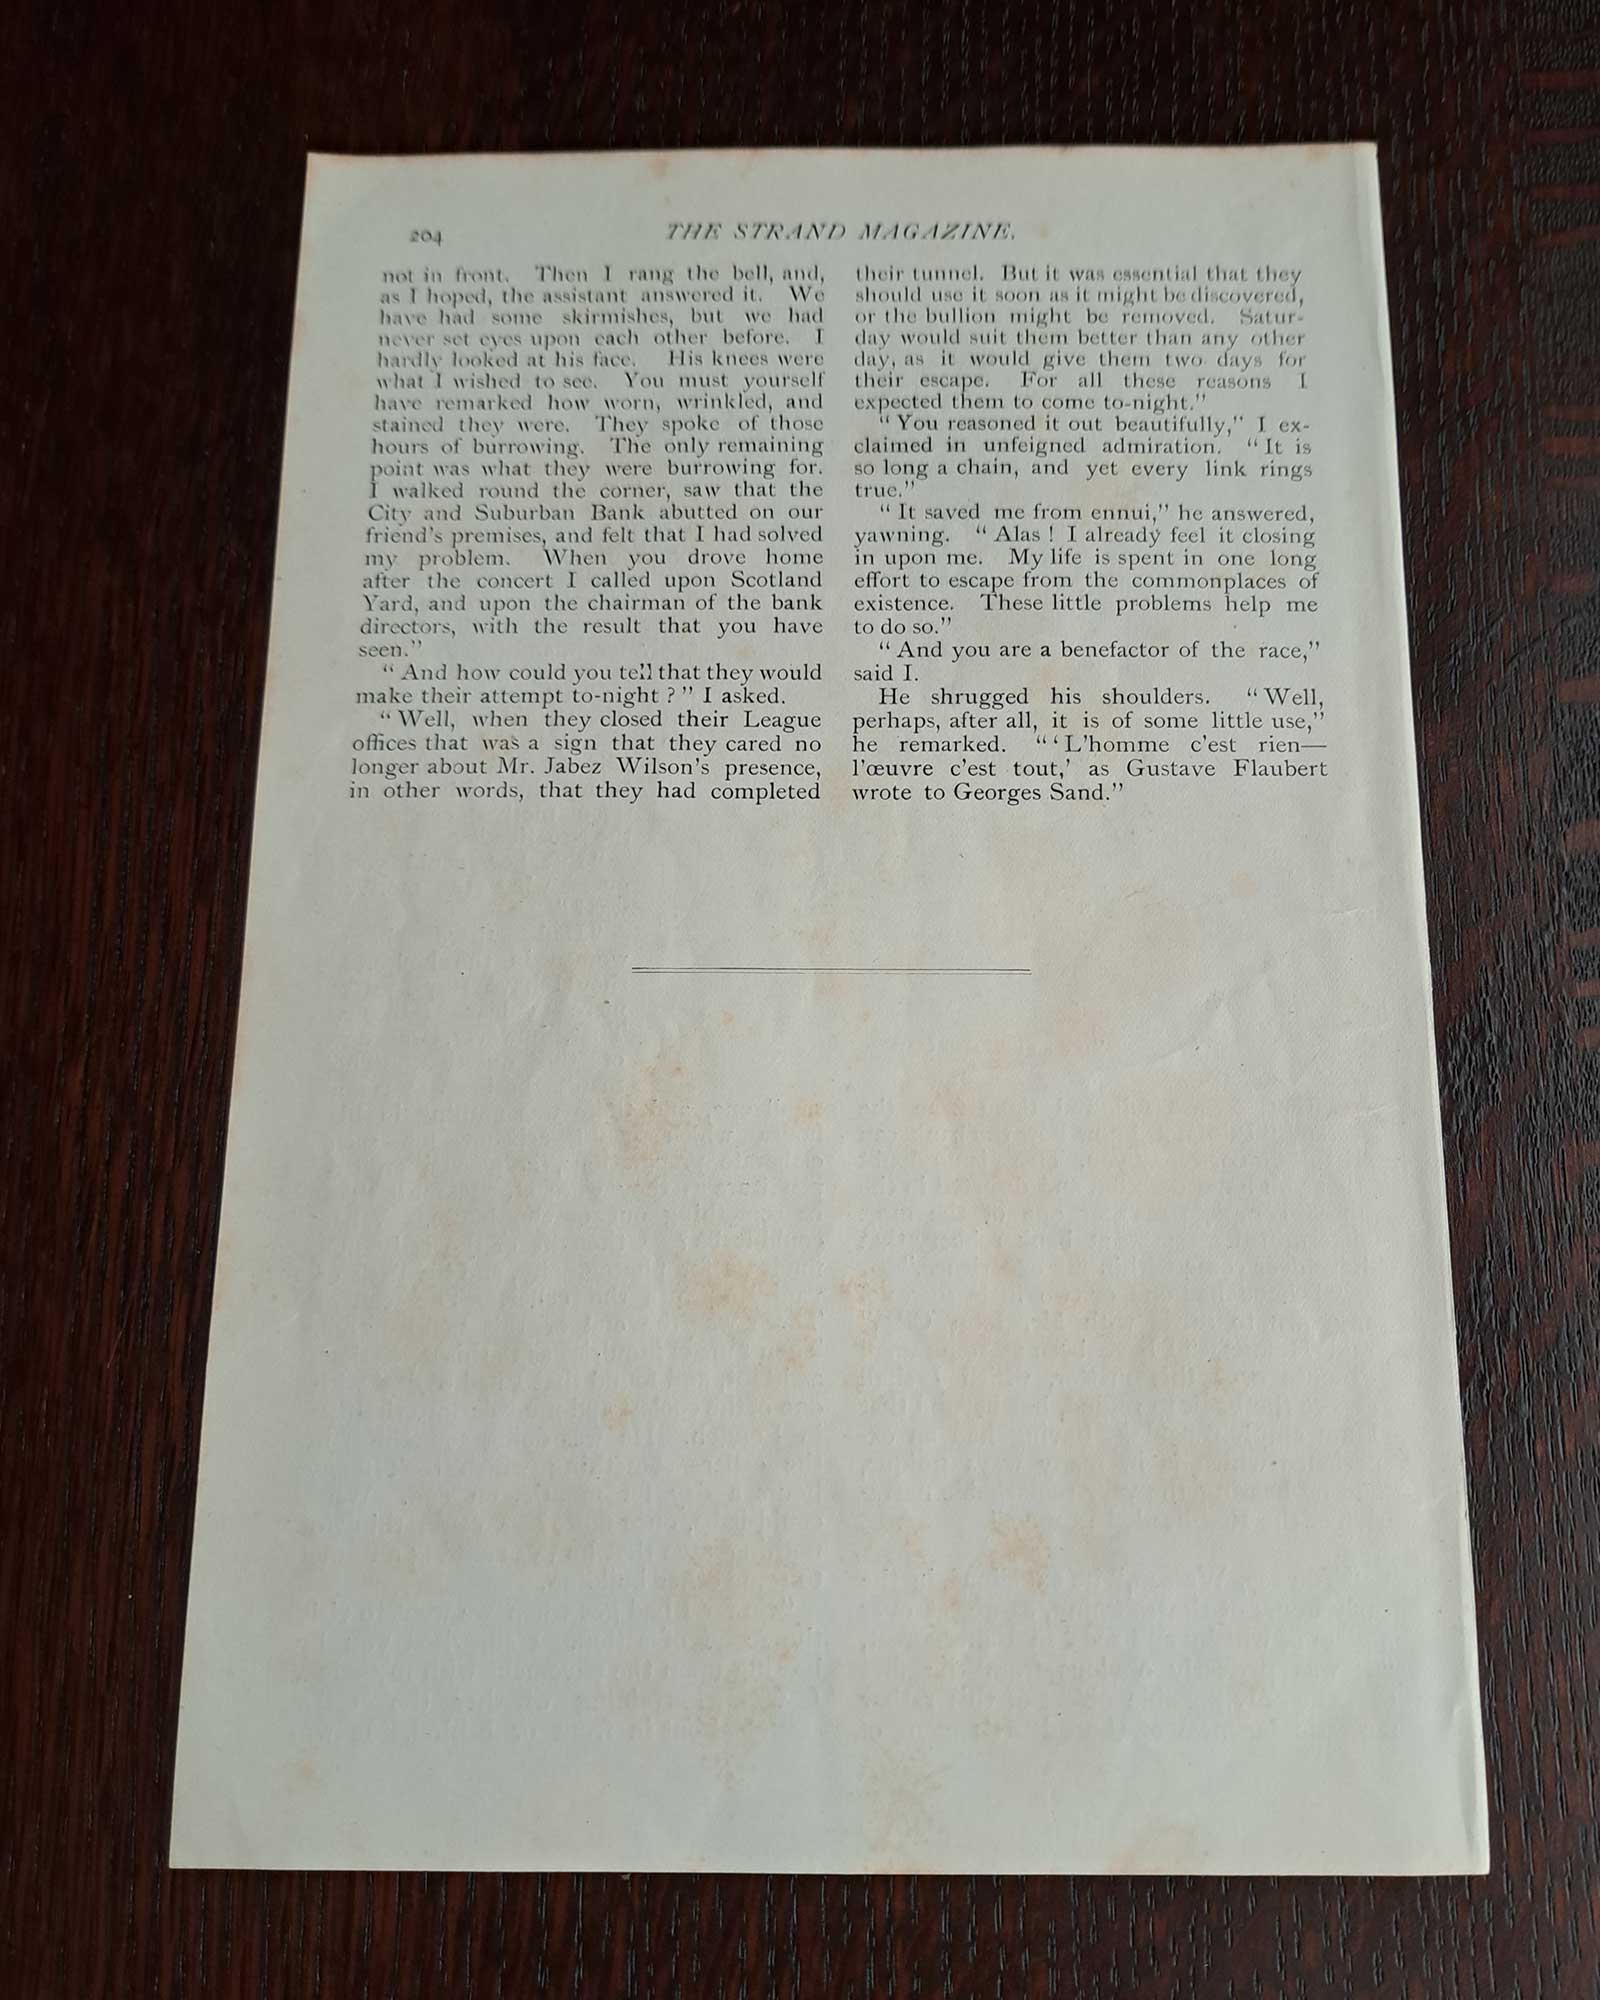 204
THE STRAND MAGAZINE.
not in front. Then I rang the bell, and,
as I hoped, the assistant answered it. We
have had some skirmishes, but we had
never set eyes upon each other before. I
hardly looked at his face. His knees were
what I wished to see. You must yourself
have remarked how worn, wrinkled, and
stained they were. They spoke of those
hours of burrowing. The only remaining
point was what they were burrowing for.
I walked round the corner, saw that the
City and Suburban Bank abutted on our
friend's premises, and felt that I had solved
my problem. When you drove home
after the concert I called upon Scotland
Yard, and upon the chairman of the bank
directors, with the result that you have
seen."
"And how could you tell that they would
make their attempt to-night?" I asked.
"Well, when they closed their League
offices that was a sign that they cared no
longer about Mr. Jabez Wilson's presence,
in other words, that they had completed
their tunnel. But it was essential that they
should use it soon as it might be discovered,
or the bullion might be removed. Satur-
day would suit them better than any other
day, as it would give them two days for
their escape. For all these reasons I
expected them to come to-night."
"You reasoned it out beautifully," I ex-
claimed in unfeigned admiration. "It is
so long a chain, and yet every link rings
true."
"It saved me from ennui," he answered,
yawning. "Alas! I already feel it closing
in upon me. My life is spent in one long
effort to escape from the commonplaces of
existence. These little problems help me
to do so."
"And you are a benefactor of the race,"
said I.
He shrugged his shoulders. "Well,
perhaps, after all, it is of some little use,"
he remarked. "'L'homme c'est rien—
l'œuvre c'est tout,' as Gustave Flaubert
wrote to Georges Sand."